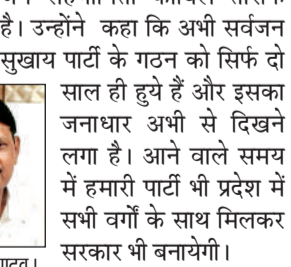 है। उन्होंने कहा कि अभी सर्वजन
सुखाय पार्टी के गठन को सिर्फ दो
साल ही हुये हैं और इसका
जनाधार अभी से दिखने
लगा है। आने वाले समय
में हमारी पार्टी भी प्रदेश में
सभी वर्गों के साथ मिलकर
सरकार भी बनायेगी।